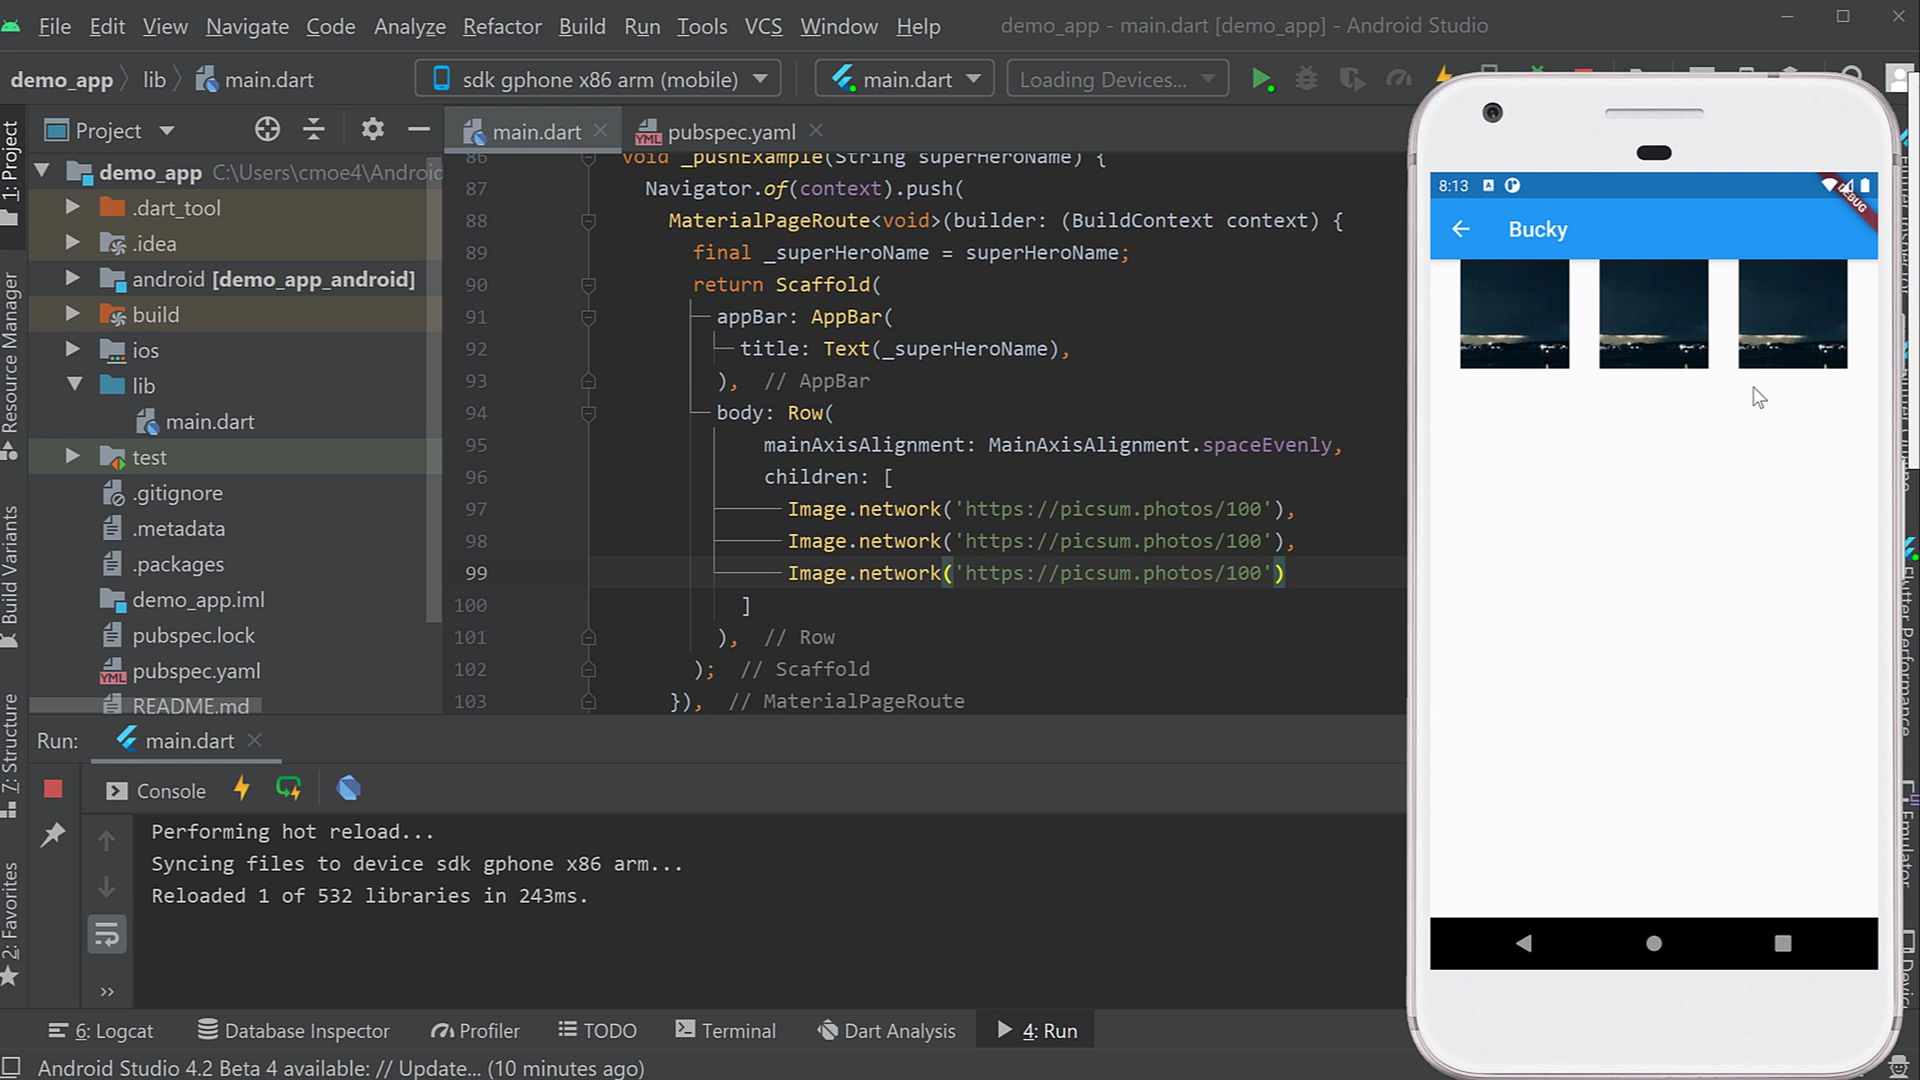 File Edit View Navigate Code Analyze Refactor Build Run Tools VCS Window Help demo_app - main.dart [demo_app] - Android Studio
demo_app lib main.dart sdk gphone x86 arm (mobile) main.dart Loading Devices...
1: Project
Resource Manager
Build Variants
7: Structure
2: Favorites
Project
demo_app C:\Users\cmoe4\Android
.dart_tool
.idea
android [demo_app_android]
build
ios
lib
main.dart
test
.gitignore
.metadata
.packages
demo_app.iml
pubspec.lock
pubspec.yaml
README.md
main.dart pubspec.yaml
86 void _pushExample(String superHeroName) {
87 Navigator.of(context).push(
88 MaterialPageRoute<void>(builder: (BuildContext context) {
89 final _superHeroName = superHeroName;
90 return Scaffold(
91 appBar: AppBar(
92 title: Text(_superHeroName),
93 ), // AppBar
94 body: Row(
95 mainAxisAlignment: MainAxisAlignment.spaceEvenly,
96 children: [
97 Image.network('https://picsum.photos/100'),
98 Image.network('https://picsum.photos/100'),
99 Image.network('https://picsum.photos/100')
100 ]
101 ), // Row
102 ); // Scaffold
103 }), // MaterialPageRoute
8:13
DEBUG
Bucky
Run: main.dart
Console
Performing hot reload...
Syncing files to device sdk gphone x86 arm...
Reloaded 1 of 532 libraries in 243ms.
6: Logcat Database Inspector Profiler TODO Terminal Dart Analysis 4: Run
Android Studio 4.2 Beta 4 available: // Update... (10 minutes ago)